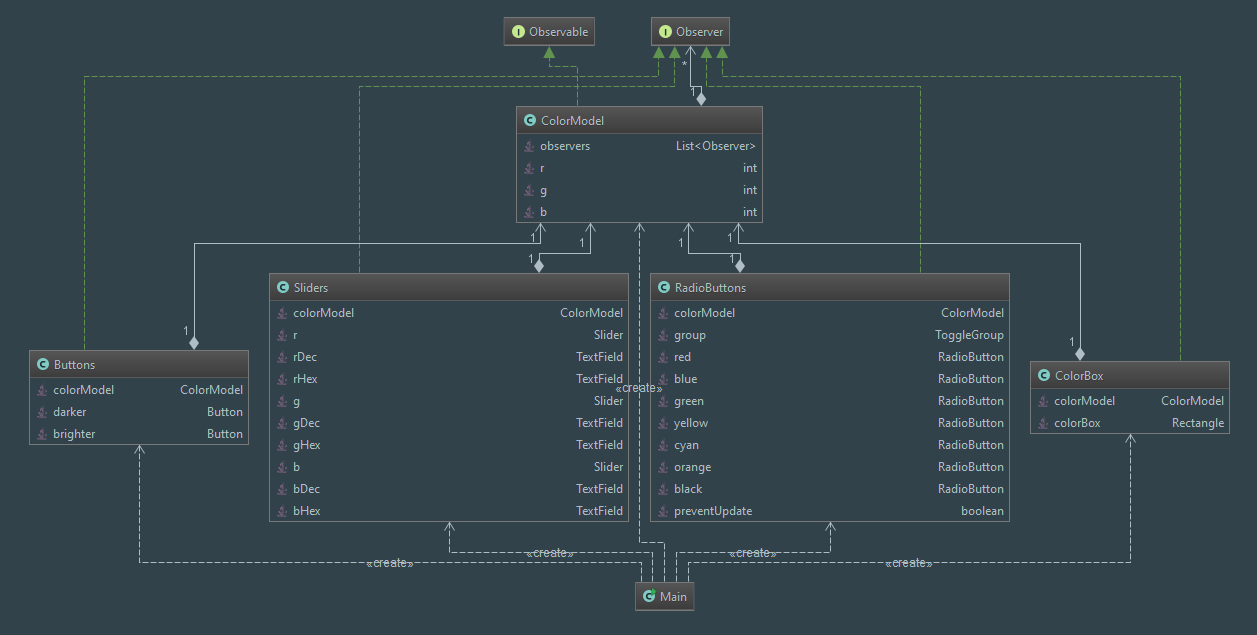 I Observable
I Observer
*
1
C ColorModel
observers List<Observer>
r int
g int
b int
1
1
1
1
1
1
1
1
C Sliders
colorModel ColorModel
r Slider
rDec TextField
rHex TextField
g Slider
gDec TextField
gHex TextField
b Slider
bDec TextField
bHex TextField
C RadioButtons
colorModel ColorModel
group ToggleGroup
red RadioButton
blue RadioButton
green RadioButton
yellow RadioButton
cyan RadioButton
orange RadioButton
black RadioButton
preventUpdate boolean
C Buttons
colorModel ColorModel
darker Button
brighter Button
C ColorBox
colorModel ColorModel
colorBox Rectangle
«create»
«create»
«create»
«create»
«create»
C Main